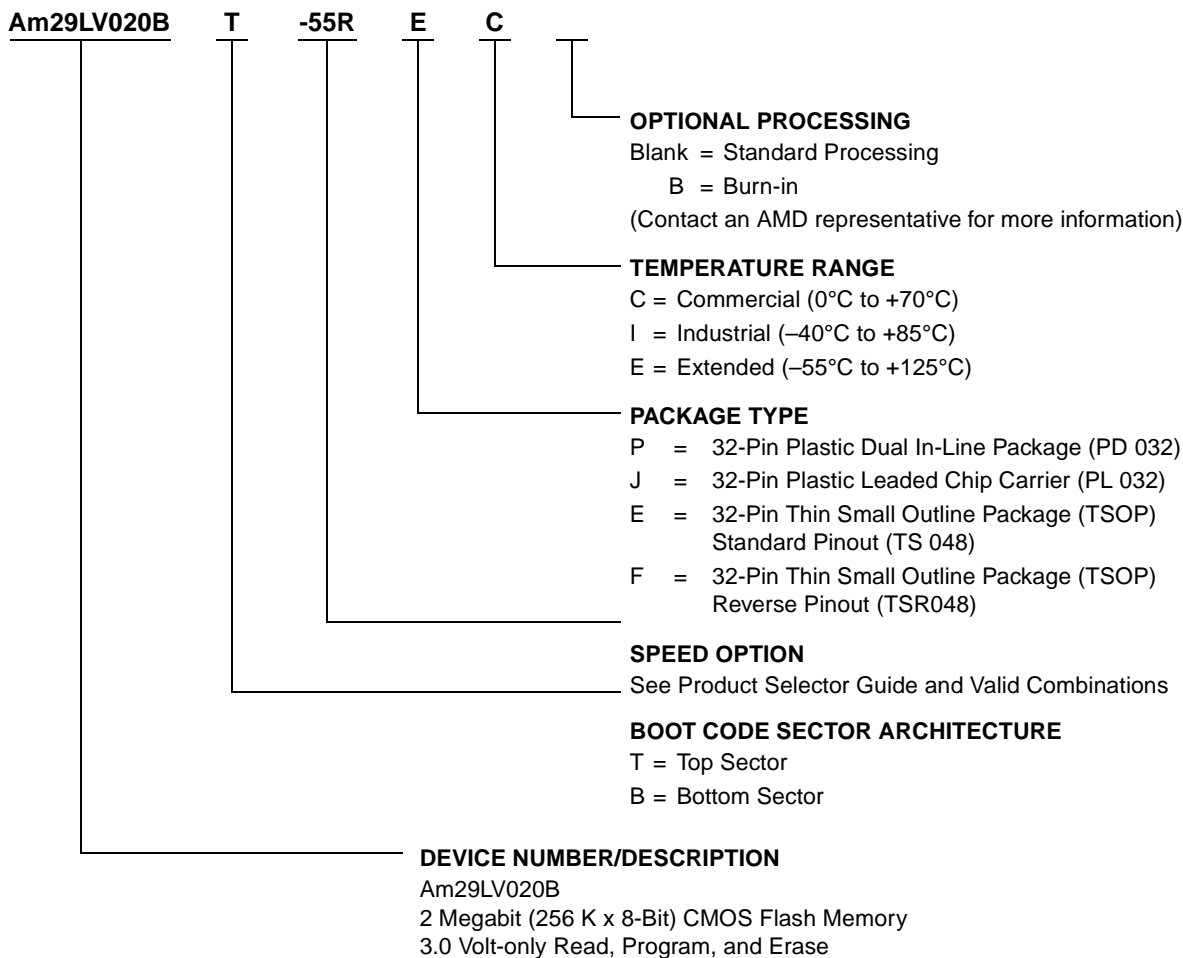 Am29LV020B T -55R E C
OPTIONAL PROCESSING
Blank = Standard Processing
B = Burn-in
(Contact an AMD representative for more information)
TEMPERATURE RANGE
C = Commercial (0°C to +70°C)
I = Industrial (–40°C to +85°C)
E = Extended (–55°C to +125°C)
PACKAGE TYPE
P = 32-Pin Plastic Dual In-Line Package (PD 032)
J = 32-Pin Plastic Leaded Chip Carrier (PL 032)
E = 32-Pin Thin Small Outline Package (TSOP)
Standard Pinout (TS 048)
F = 32-Pin Thin Small Outline Package (TSOP)
Reverse Pinout (TSR048)
SPEED OPTION
See Product Selector Guide and Valid Combinations
BOOT CODE SECTOR ARCHITECTURE
T = Top Sector
B = Bottom Sector
DEVICE NUMBER/DESCRIPTION
Am29LV020B
2 Megabit (256 K x 8-Bit) CMOS Flash Memory
3.0 Volt-only Read, Program, and Erase